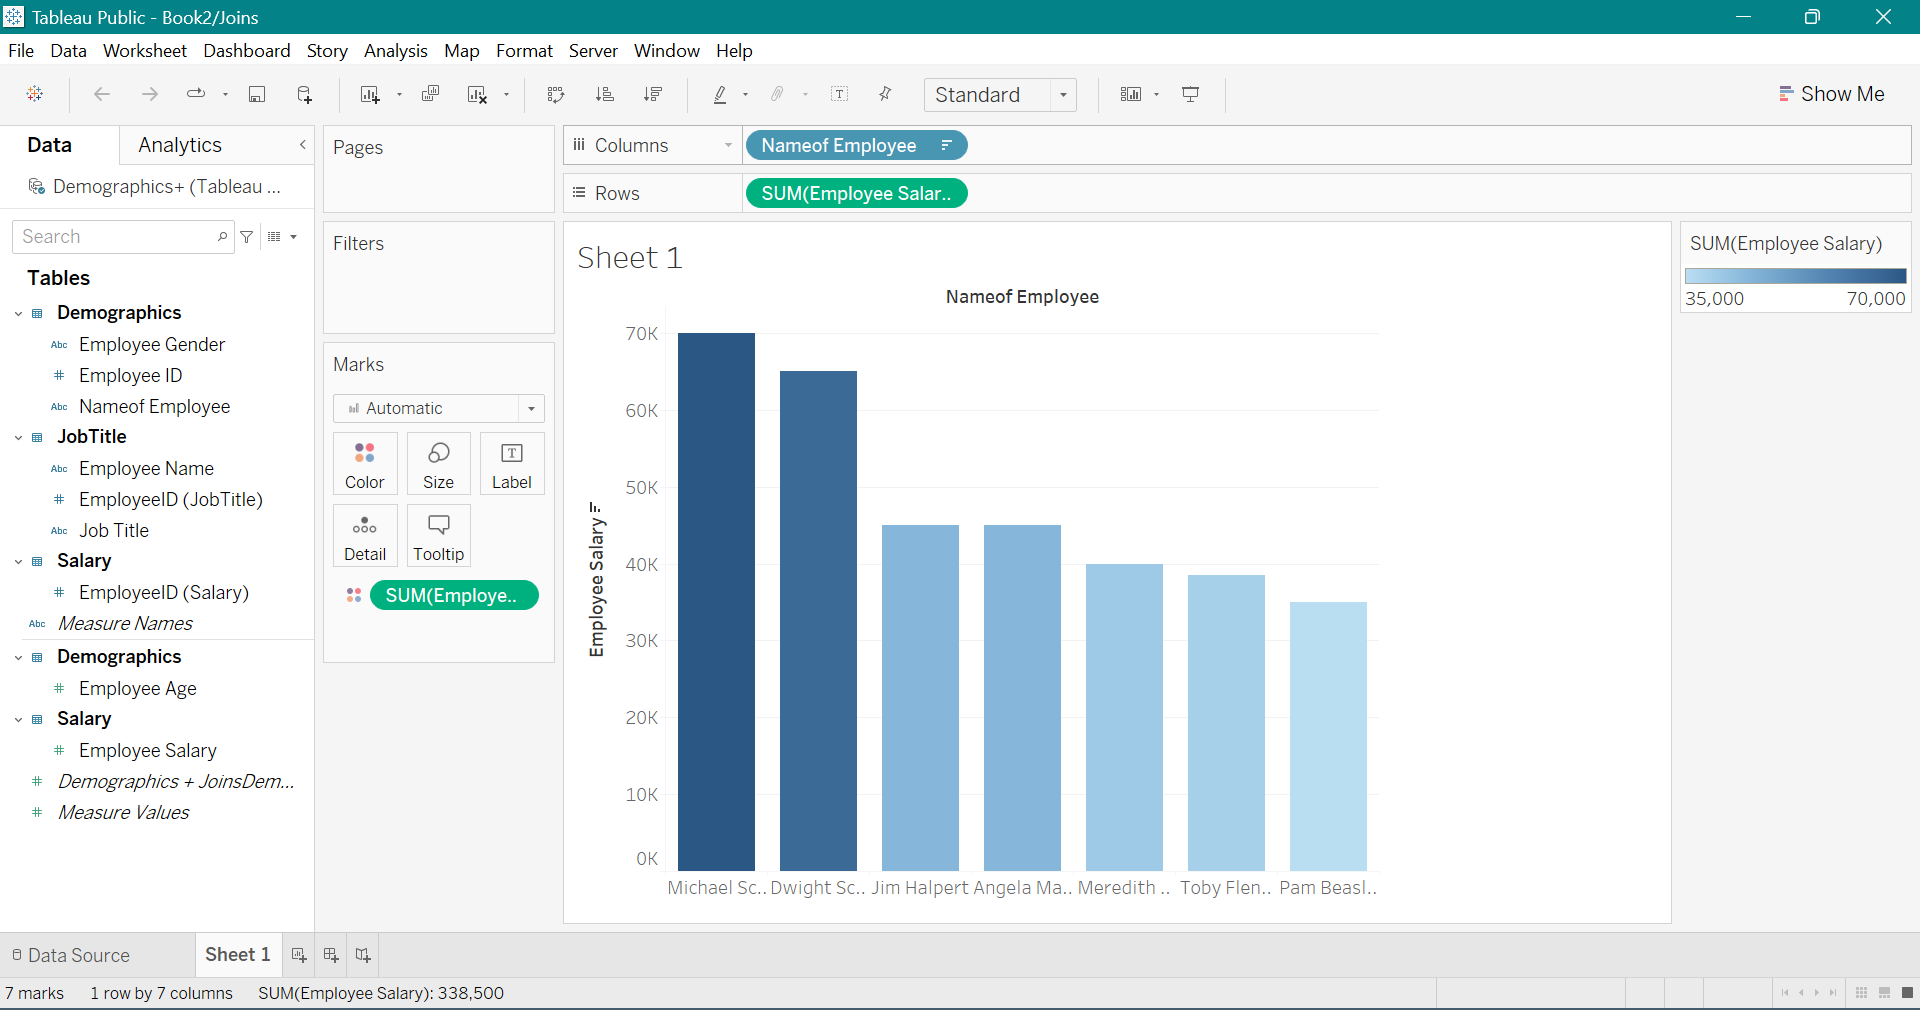 Tableau Public - Book2/Joins
File Data Worksheet Dashboard Story Analysis Map Format Server Window Help
Standard
Show Me
Data Analytics
Demographics+ (Tableau ...
Search
Tables
Demographics
Abc Employee Gender
# Employee ID
Abc Nameof Employee
JobTitle
Abc Employee Name
# EmployeeID (JobTitle)
Abc Job Title
Salary
# EmployeeID (Salary)
Abc Measure Names
Demographics
# Employee Age
Salary
# Employee Salary
# Demographics + JoinsDem...
# Measure Values
Pages
Filters
Marks
Automatic
Color Size Label
Detail Tooltip
SUM(Employe..
Columns Nameof Employee
Rows SUM(Employee Salar..
Sheet 1
Nameof Employee
Employee Salary
70K
60K
50K
40K
30K
20K
10K
0K
Michael Sc.. Dwight Sc.. Jim Halpert Angela Ma.. Meredith .. Toby Flen.. Pam Beasl..
SUM(Employee Salary)
35,000 70,000
Data Source Sheet 1
7 marks 1 row by 7 columns SUM(Employee Salary): 338,500